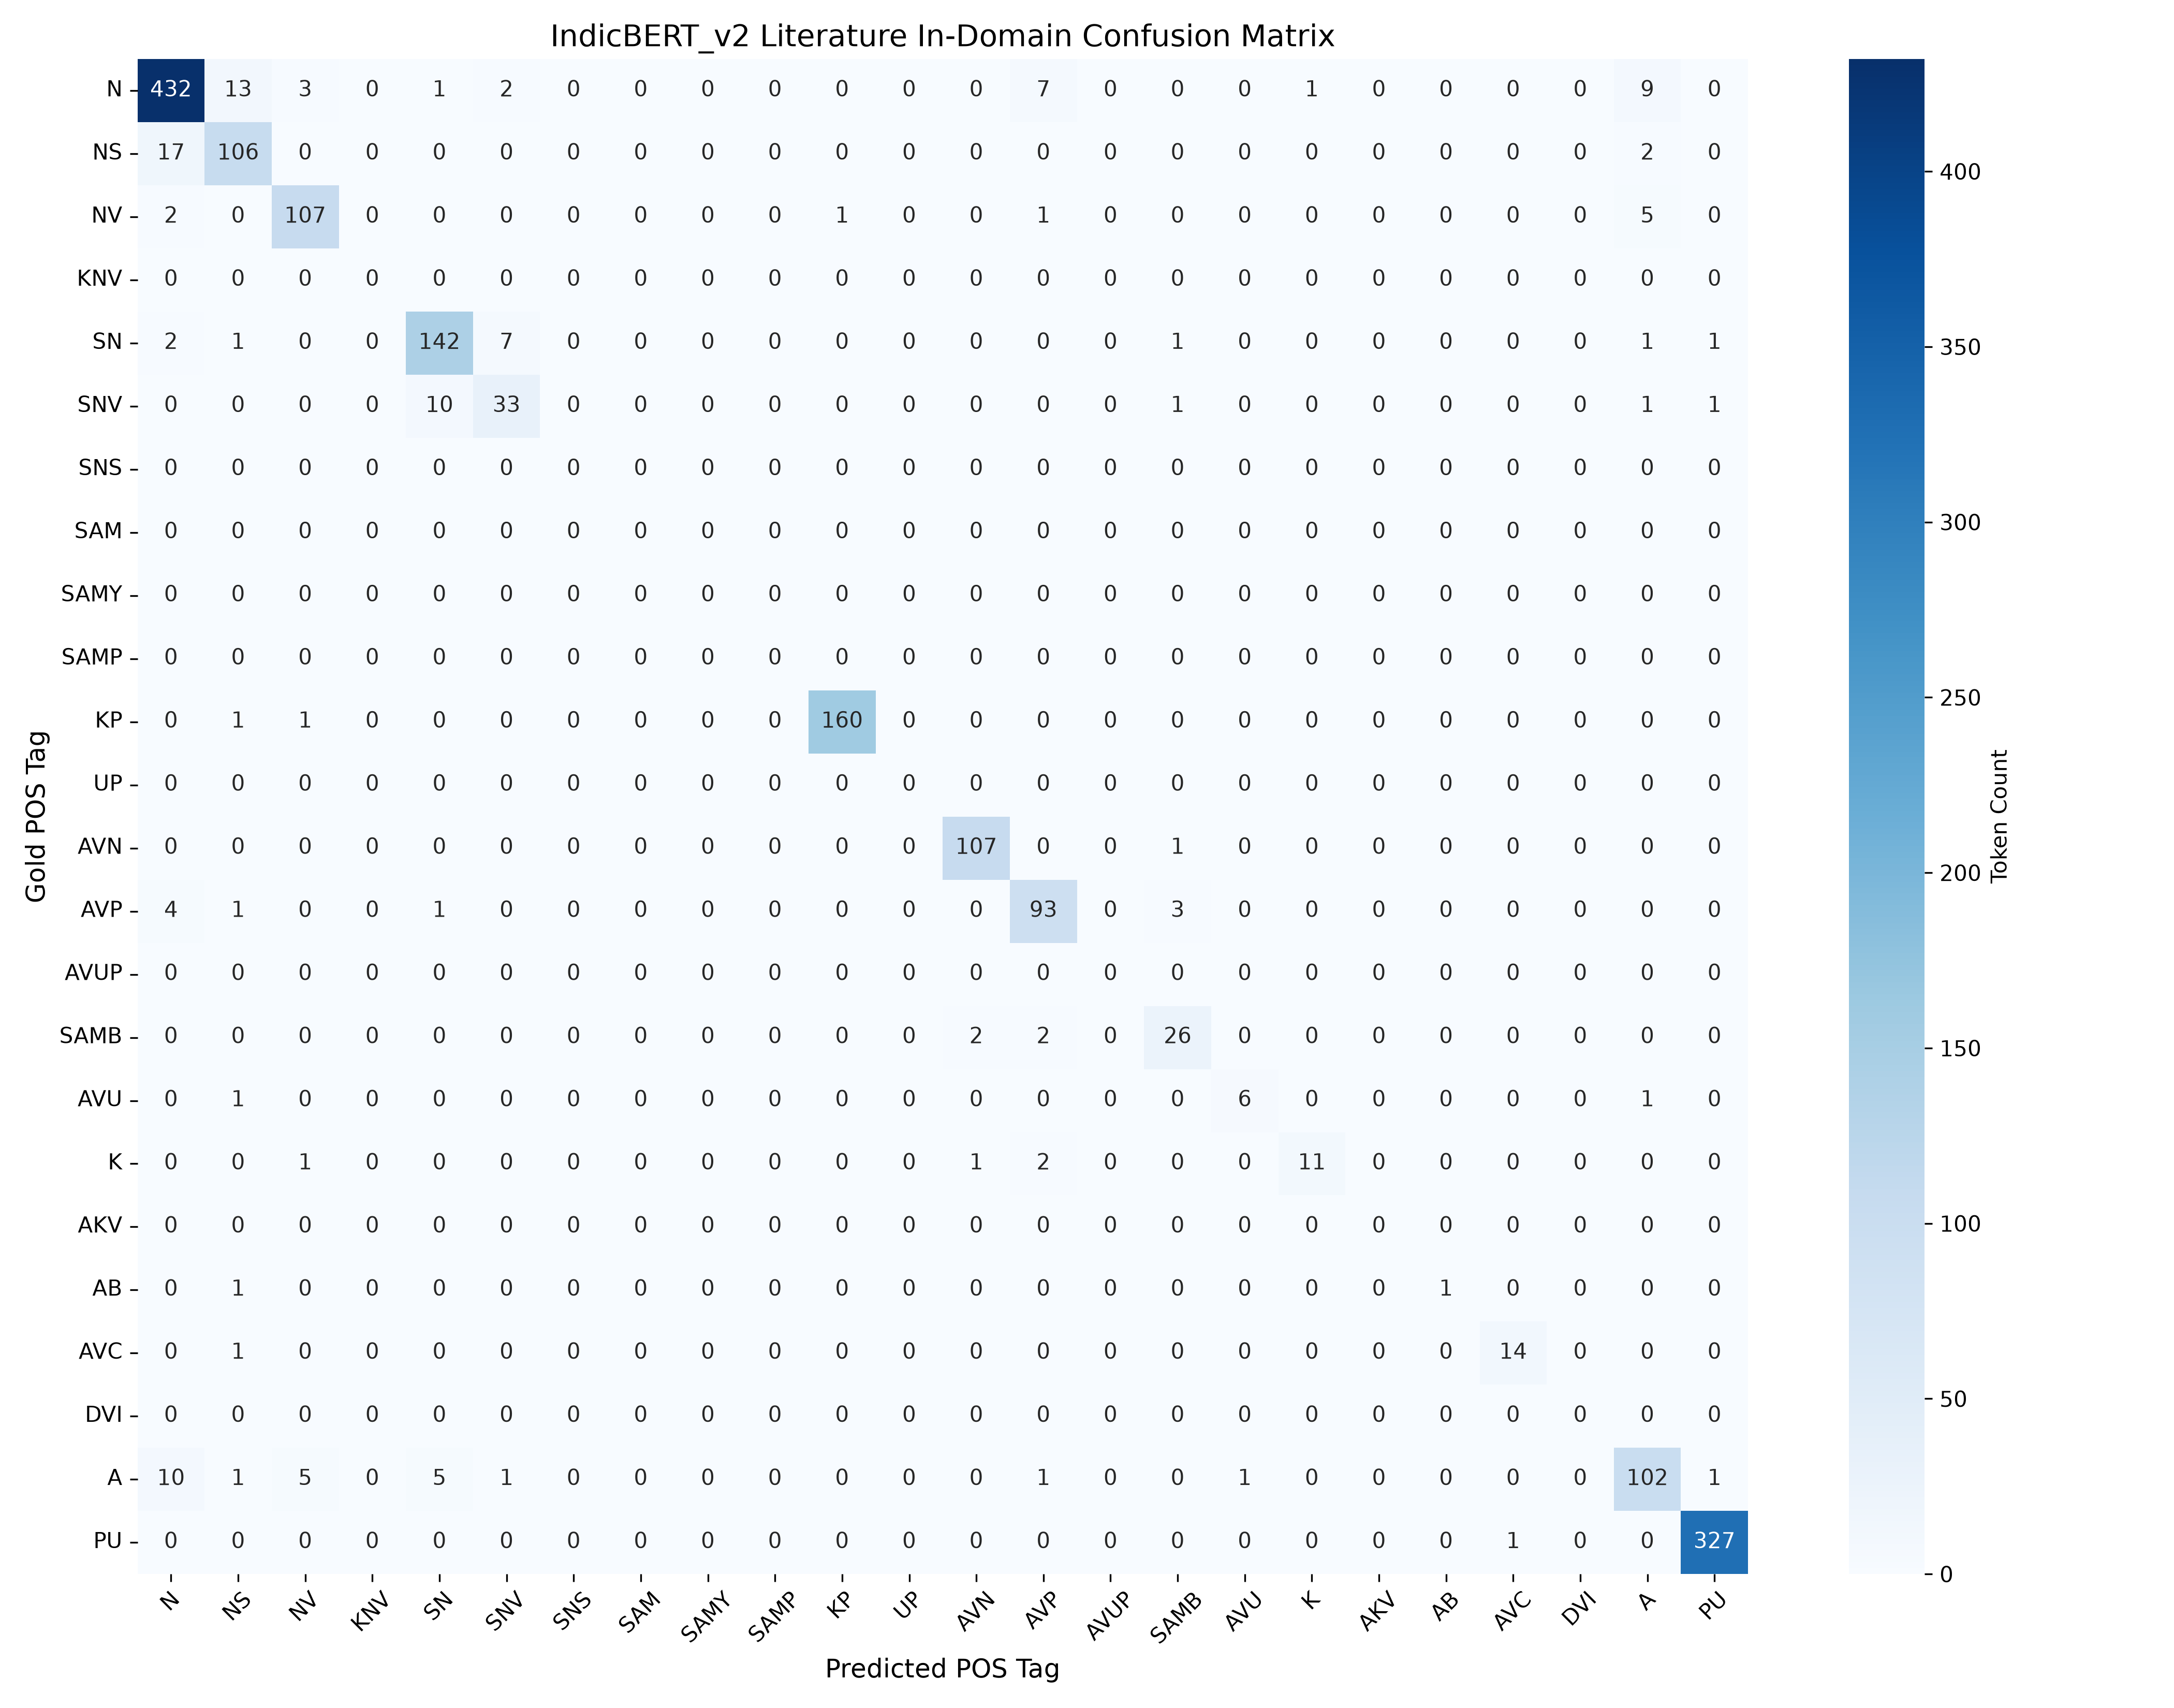 IndicBERT_v2 Literature In-Domain Confusion Matrix
N 432 13 3 0 1 2 0 0 0 0 0 0 0 7 0 0 0 1 0 0 0 0 9 0
NS 17 106 0 0 0 0 0 0 0 0 0 0 0 0 0 0 0 0 0 0 0 0 2 0
NV 2 0 107 0 0 0 0 0 0 0 1 0 0 1 0 0 0 0 0 0 0 0 5 0
KNV 0 0 0 0 0 0 0 0 0 0 0 0 0 0 0 0 0 0 0 0 0 0 0 0
SN 2 1 0 0 142 7 0 0 0 0 0 0 0 0 0 1 0 0 0 0 0 0 1 1
SNV 0 0 0 0 10 33 0 0 0 0 0 0 0 0 0 1 0 0 0 0 0 0 1 1
SNS 0 0 0 0 0 0 0 0 0 0 0 0 0 0 0 0 0 0 0 0 0 0 0 0
SAM 0 0 0 0 0 0 0 0 0 0 0 0 0 0 0 0 0 0 0 0 0 0 0 0
SAMY 0 0 0 0 0 0 0 0 0 0 0 0 0 0 0 0 0 0 0 0 0 0 0 0
SAMP 0 0 0 0 0 0 0 0 0 0 0 0 0 0 0 0 0 0 0 0 0 0 0 0
KP 0 1 1 0 0 0 0 0 0 0 160 0 0 0 0 0 0 0 0 0 0 0 0 0
UP 0 0 0 0 0 0 0 0 0 0 0 0 0 0 0 0 0 0 0 0 0 0 0 0
AVN 0 0 0 0 0 0 0 0 0 0 0 0 107 0 0 1 0 0 0 0 0 0 0 0
AVP 4 1 0 0 1 0 0 0 0 0 0 0 0 93 0 3 0 0 0 0 0 0 0 0
AVUP 0 0 0 0 0 0 0 0 0 0 0 0 0 0 0 0 0 0 0 0 0 0 0 0
SAMB 0 0 0 0 0 0 0 0 0 0 0 0 2 2 0 26 0 0 0 0 0 0 0 0
AVU 0 1 0 0 0 0 0 0 0 0 0 0 0 0 0 0 6 0 0 0 0 0 1 0
K 0 0 1 0 0 0 0 0 0 0 0 0 1 2 0 0 0 11 0 0 0 0 0 0
AKV 0 0 0 0 0 0 0 0 0 0 0 0 0 0 0 0 0 0 0 0 0 0 0 0
AB 0 1 0 0 0 0 0 0 0 0 0 0 0 0 0 0 0 0 0 1 0 0 0 0
AVC 0 1 0 0 0 0 0 0 0 0 0 0 0 0 0 0 0 0 0 0 14 0 0 0
DVI 0 0 0 0 0 0 0 0 0 0 0 0 0 0 0 0 0 0 0 0 0 0 0 0
A 10 1 5 0 5 1 0 0 0 0 0 0 0 1 0 0 1 0 0 0 0 0 102 1
PU 0 0 0 0 0 0 0 0 0 0 0 0 0 0 0 0 0 0 0 0 1 0 0 327
N NS NV KNV SN SNV SNS SAM SAMY SAMP KP UP AVN AVP AVUP SAMB AVU K AKV AB AVC DVI A PU
Predicted POS Tag
Gold POS Tag
400
350
300
250
200
150
100
50
0
Token Count